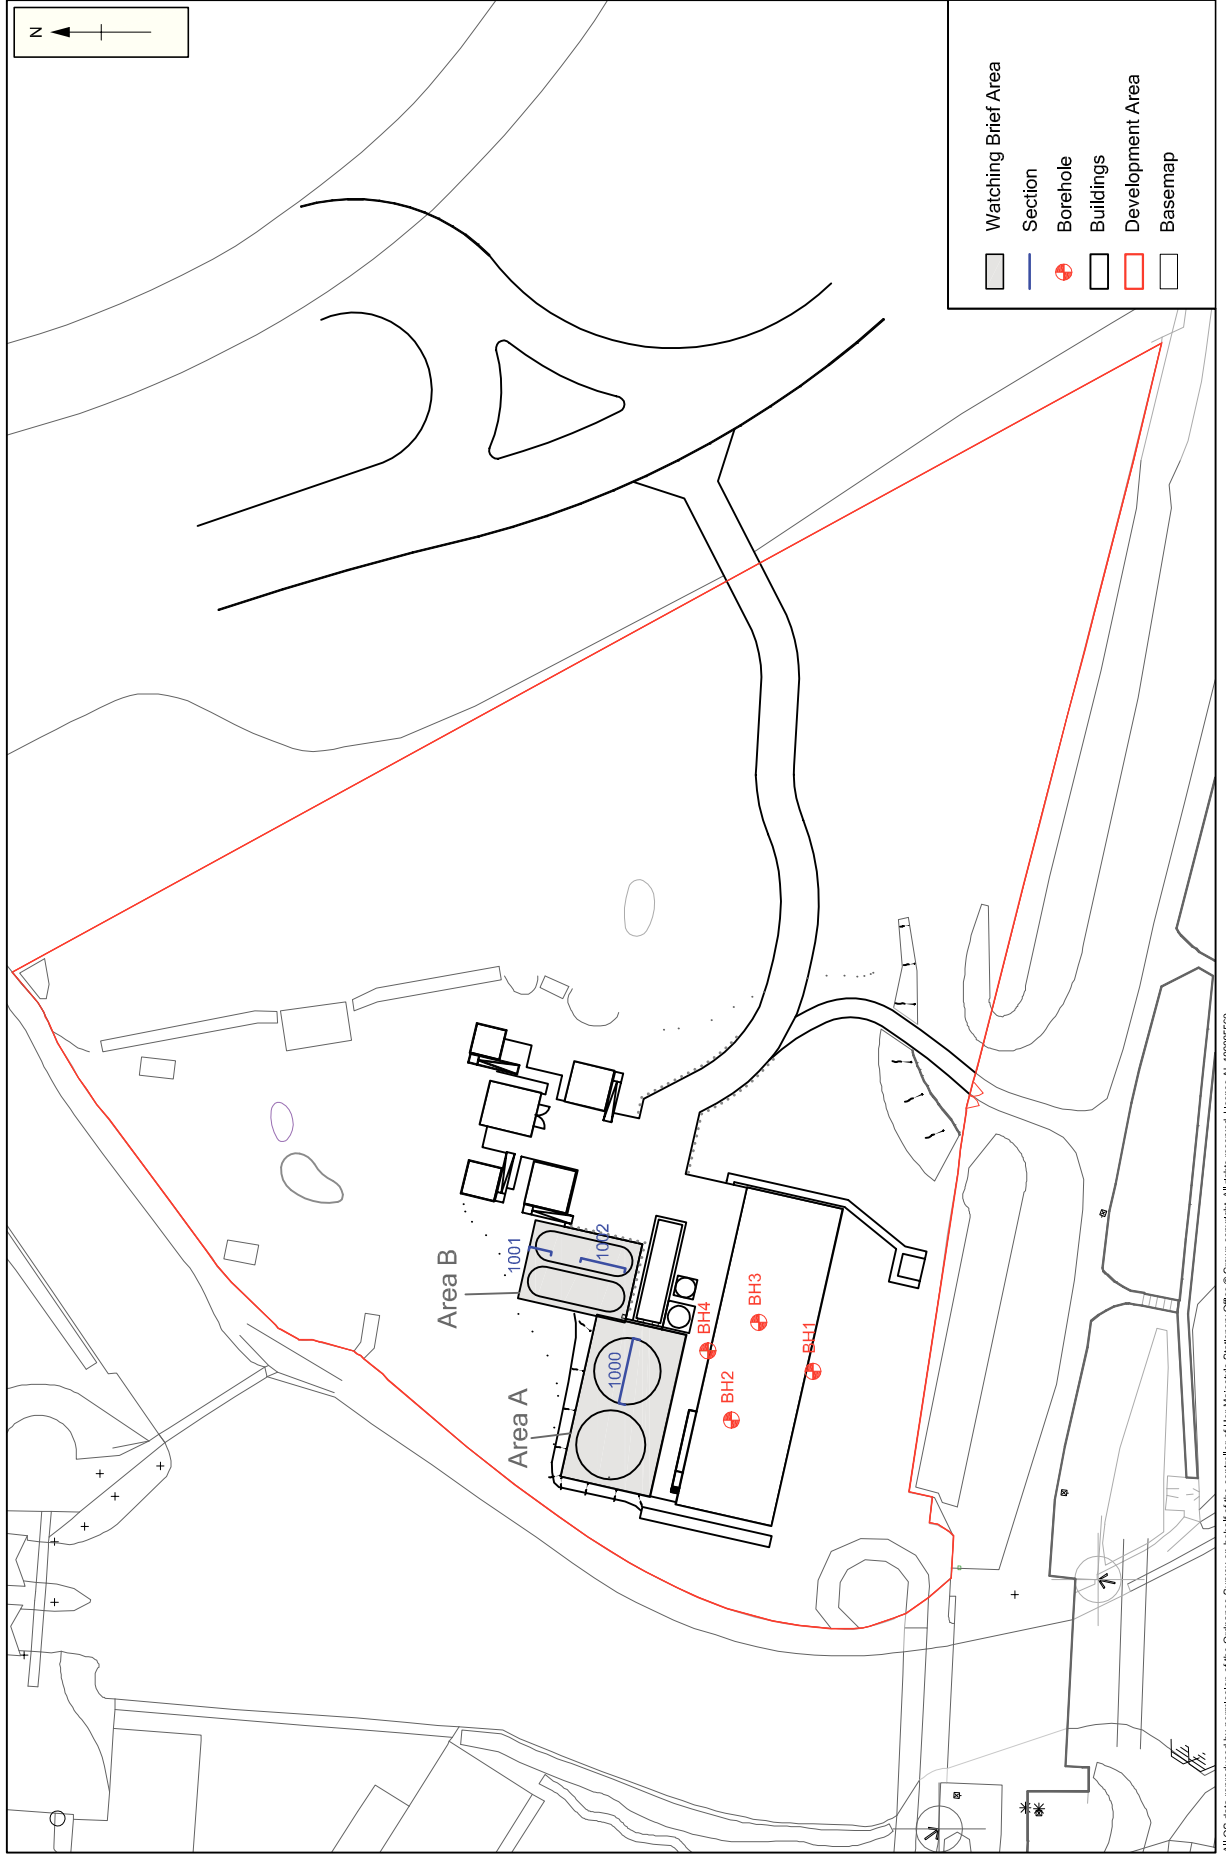 N
Watching Brief Area
Section
Borehole
Buildings
Development Area
Basemap
Area B
1001
1002
Area A
1000
BH4
BH3
BH2
BH1